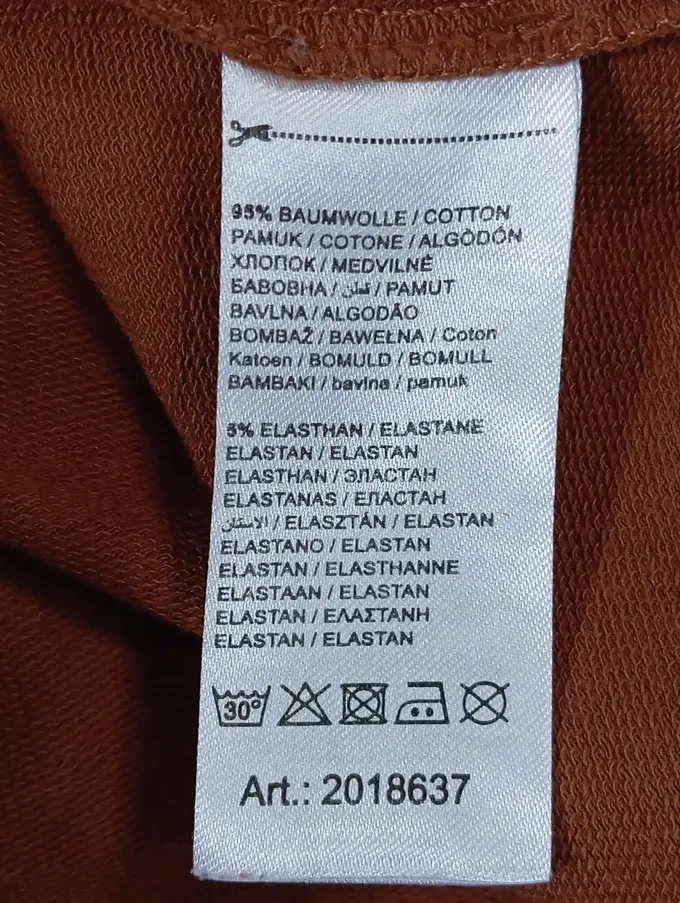 95% BAUMWOLLE / COTTON
PAMUK / COTONE / ALGÒDÓN
ХЛОПОК / MEDVILNĖ
БАВОВНА / قطن / PAMUT
BAVLNA / ALGODÃO
BOMBAŽ / BAWEŁNA / Coton
Katoen / BOMULD / BOMULL
BAMBAKI / bavlna / pamuk
5% ELASTHAN / ELASTANE
ELASTAN / ELASTAN
ELASTHAN / ЭЛАСТАН
ELASTANAS / ЕЛАСТАН
الاستان / ELASZTÁN / ELASTAN
ELASTANO / ELASTAN
ELASTAN / ELASTHANNE
ELASTAAN / ELASTAN
ELASTAN / ΕΛΑΣΤΑΝΗ
ELASTAN / ELASTAN
30°
Art.: 2018637